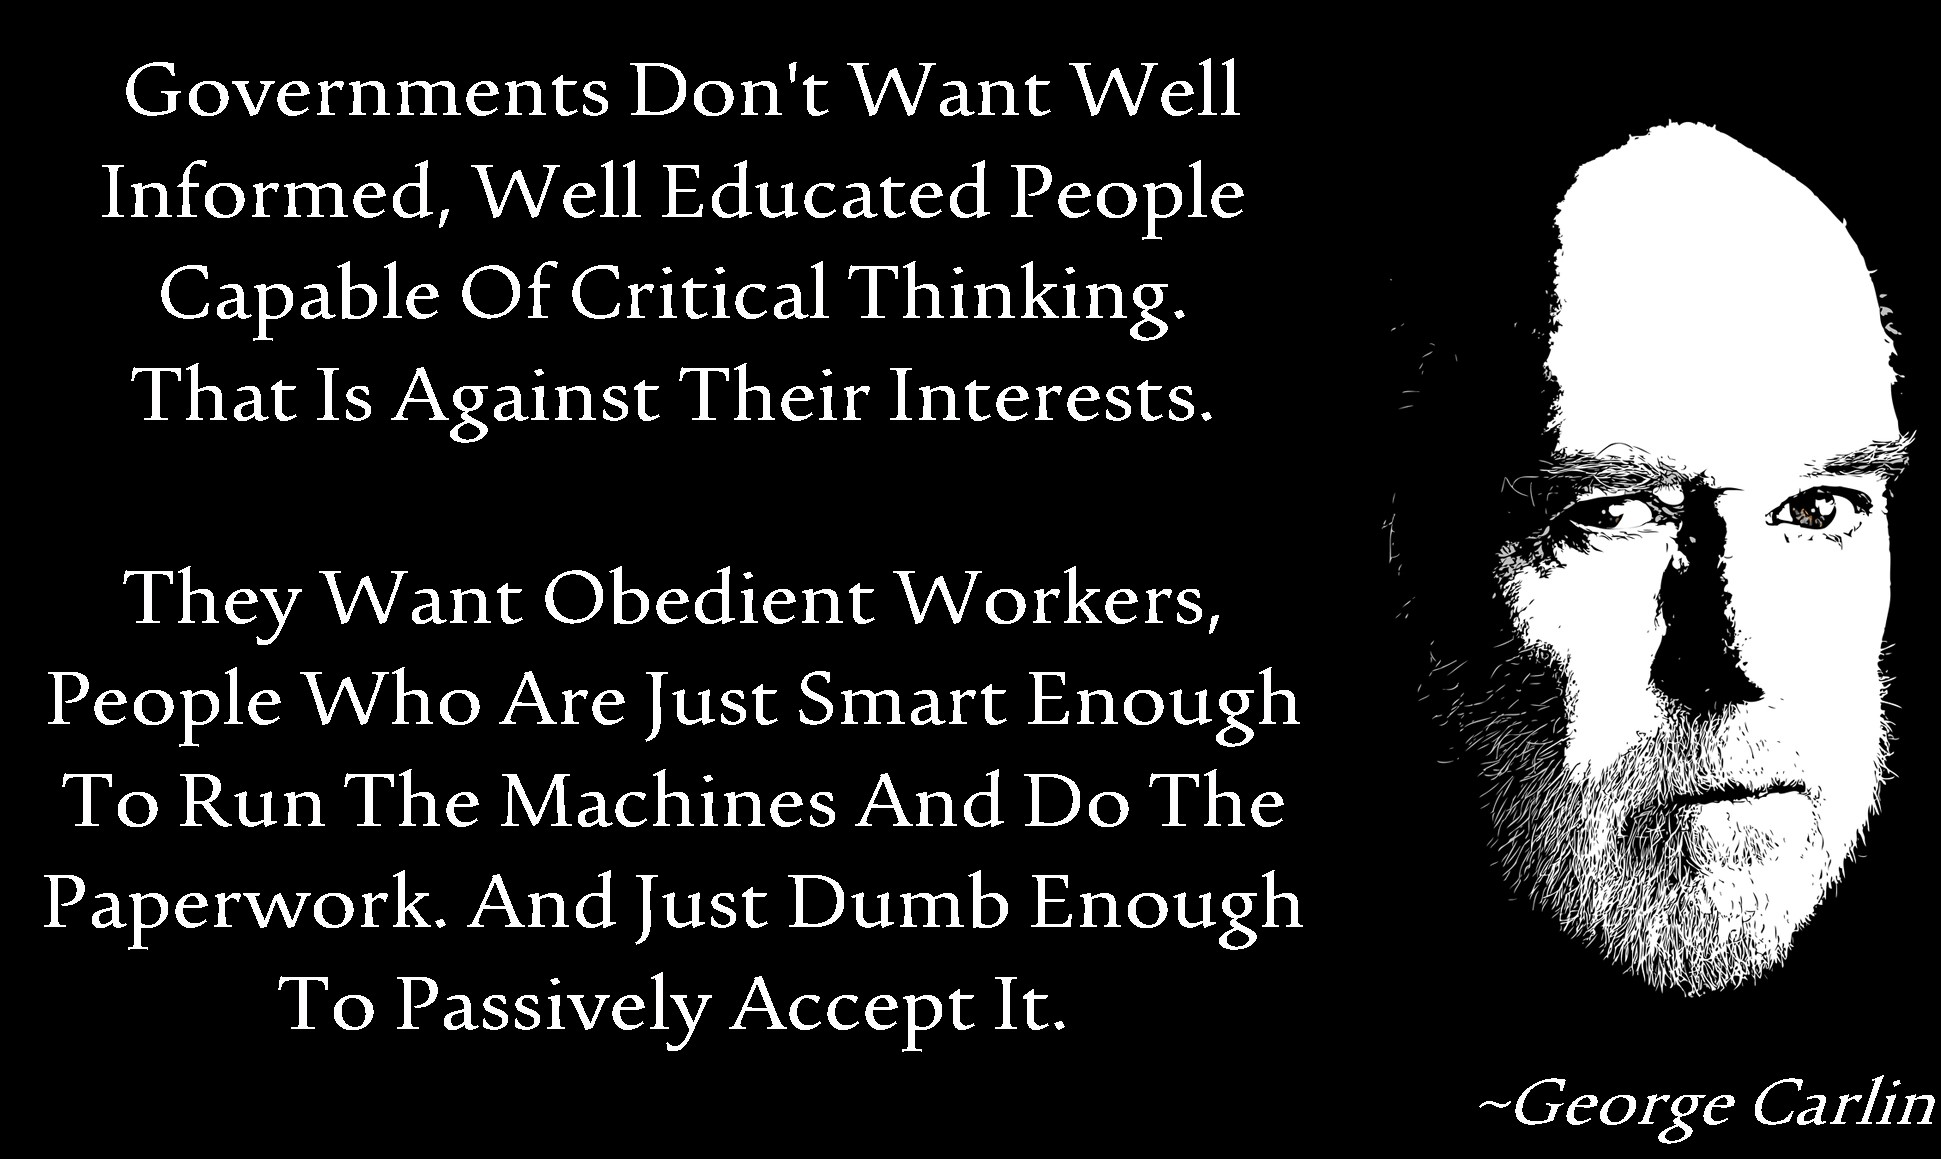 Governments Don't Want Well
Informed, Well Educated People
Capable Of Critical Thinking.
That Is Against Their Interests.
They Want Obedient Workers,
People Who Are Just Smart Enough
To Run The Machines And Do The
Paperwork. And Just Dumb Enough
To Passively Accept It.
~George Carlin